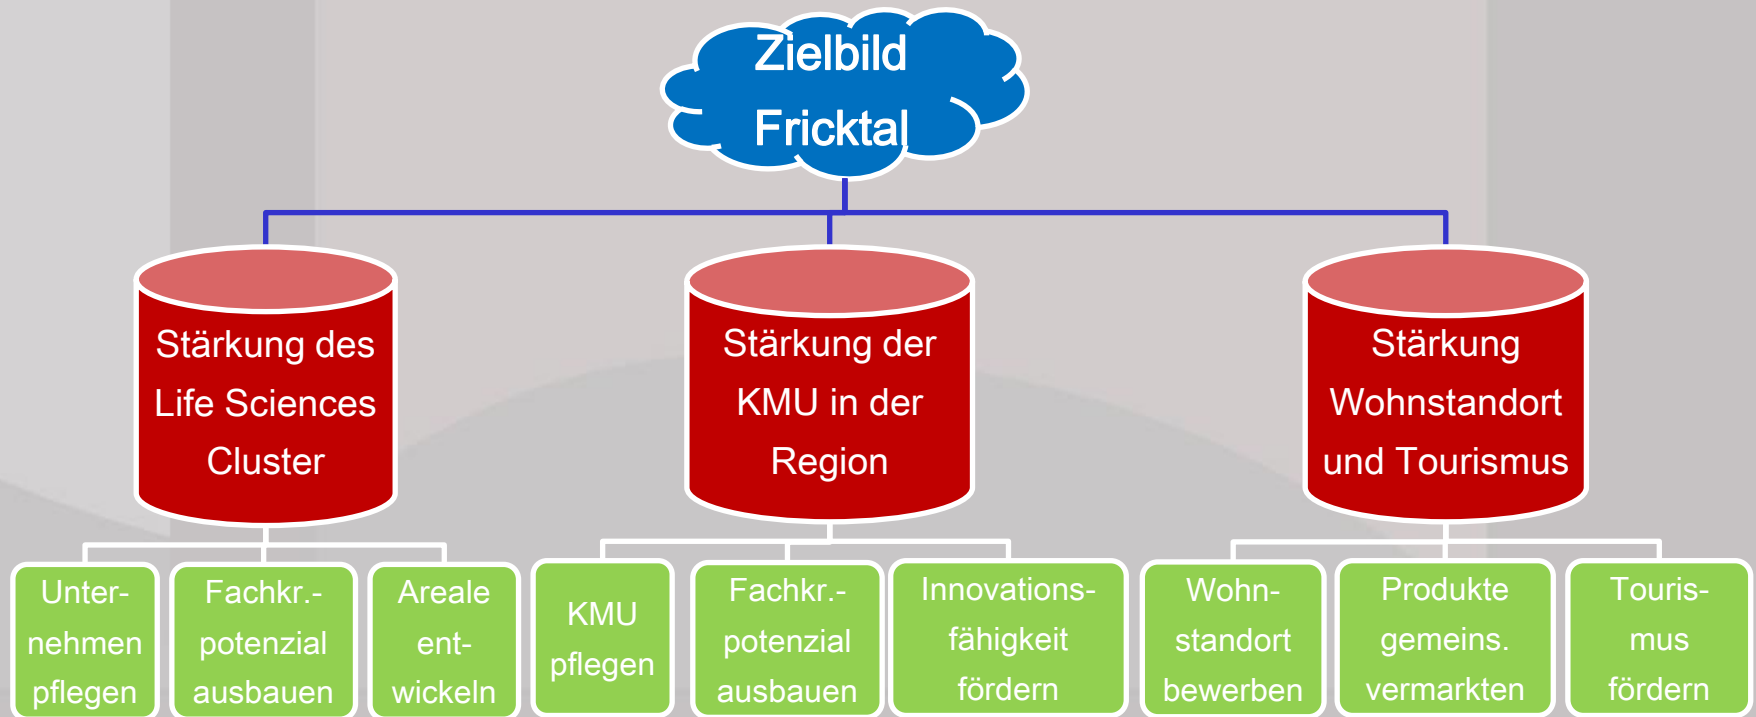 Zielbild
Fricktal
Stärkung des
Life Sciences
Cluster
Stärkung der
KMU in der
Region
Stärkung
Wohnstandort
und Tourismus
Unter-
nehmen
pflegen
Fachkr.-
potenzial
ausbauen
Areale
ent-
wickeln
KMU
pflegen
Fachkr.-
potenzial
ausbauen
Innovations-
fähigkeit
fördern
Wohn-
standort
bewerben
Produkte
gemeins.
vermarkten
Touris-
mus
fördern